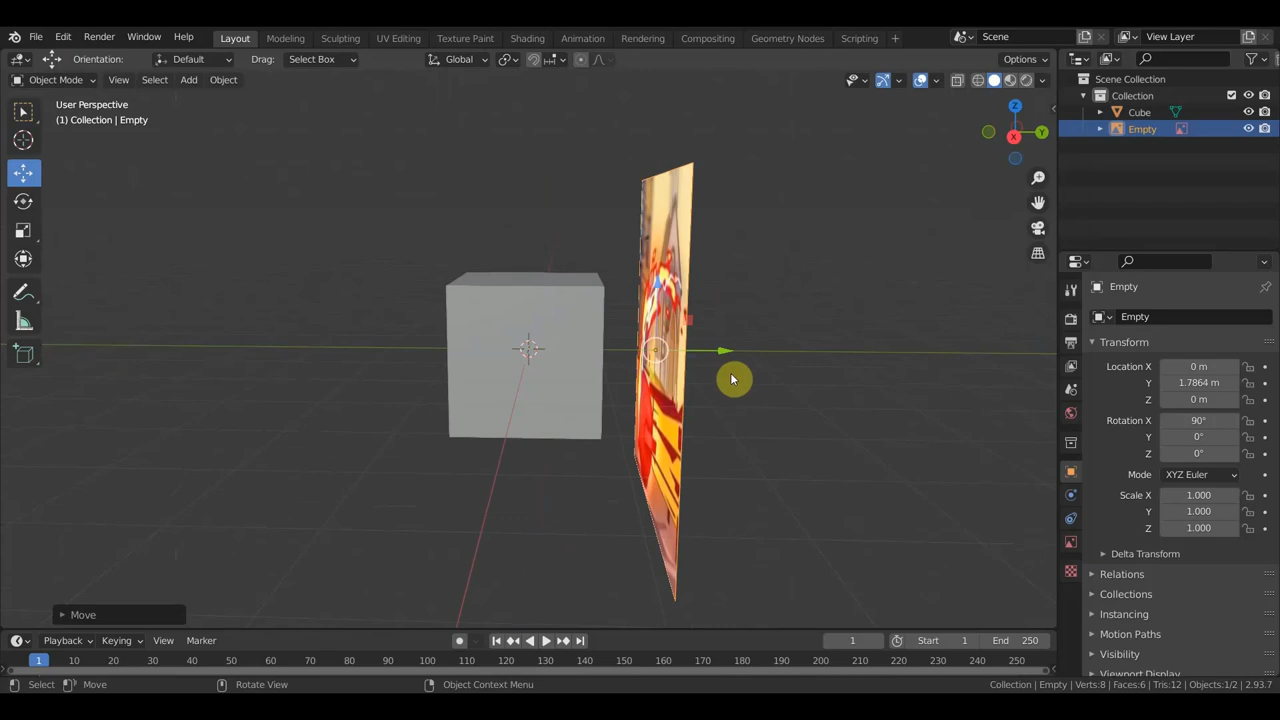 File Edit Render Window Help Layout Modeling Sculpting UV Editing Texture Paint Shading Animation Rendering Compositing Geometry Nodes Scripting + Scene View Layer
Orientation: Default Drag: Select Box Global Options
Object Mode View Select Add Object
User Perspective
(1) Collection | Empty
Z
Y
X
Scene Collection
Collection
Cube
Empty
Empty
Empty
Transform
Location X 0 m
Y 1.7864 m
Z 0 m
Rotation X 90°
Y 0°
Z 0°
Mode XYZ Euler
Scale X 1.000
Y 1.000
Z 1.000
Delta Transform
Relations
Collections
Instancing
Motion Paths
Visibility
Viewport Display
Move
Playback Keying View Marker 1 Start 1 End 250
1 10 20 30 40 50 60 70 80 90 100 110 120 130 140 150 160 170 180 190 200 210 220 230 240 250
Select Move Rotate View Object Context Menu Collection | Empty | Verts:8 | Faces:6 | Tris:12 | Objects:1/2 | 2.93.7